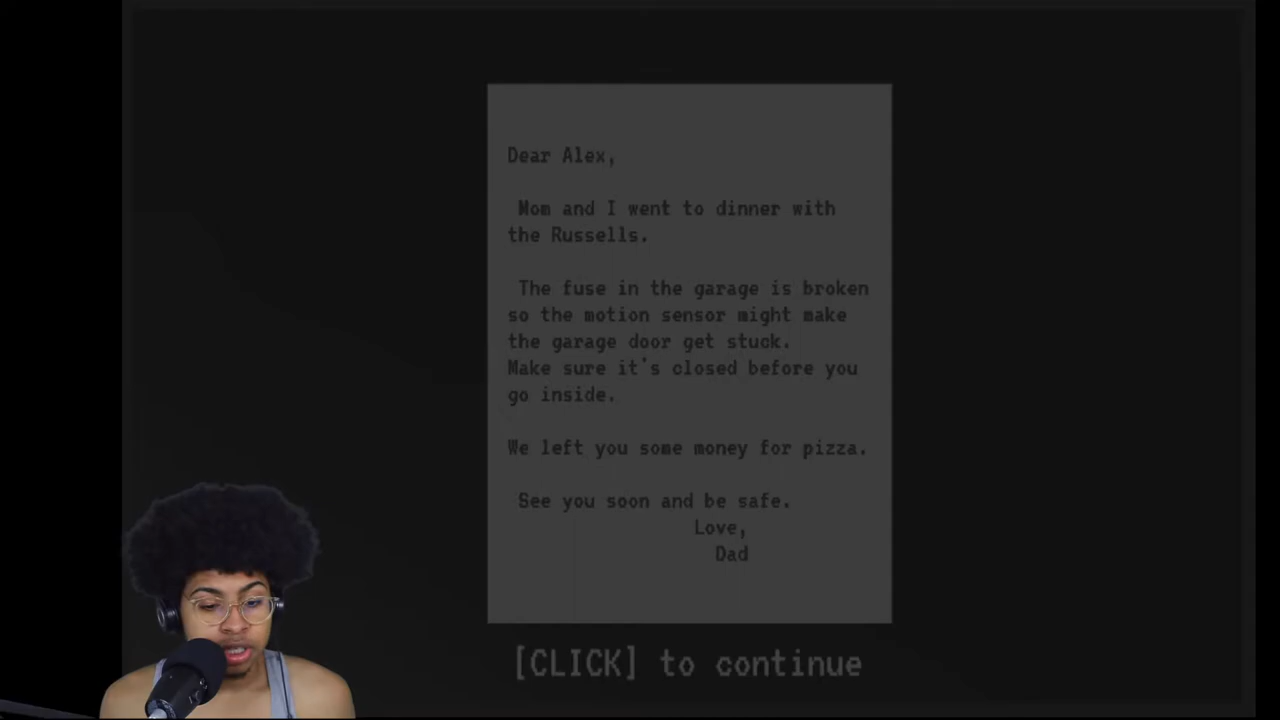 Dear Alex,
Mom and I went to dinner with
the Russells.
The fuse in the garage is broken
so the motion sensor might make
the garage door get stuck.
Make sure it's closed before you
go inside.
We left you some money for pizza.
See you soon and be safe.
Love,
Dad
[CLICK] to continue